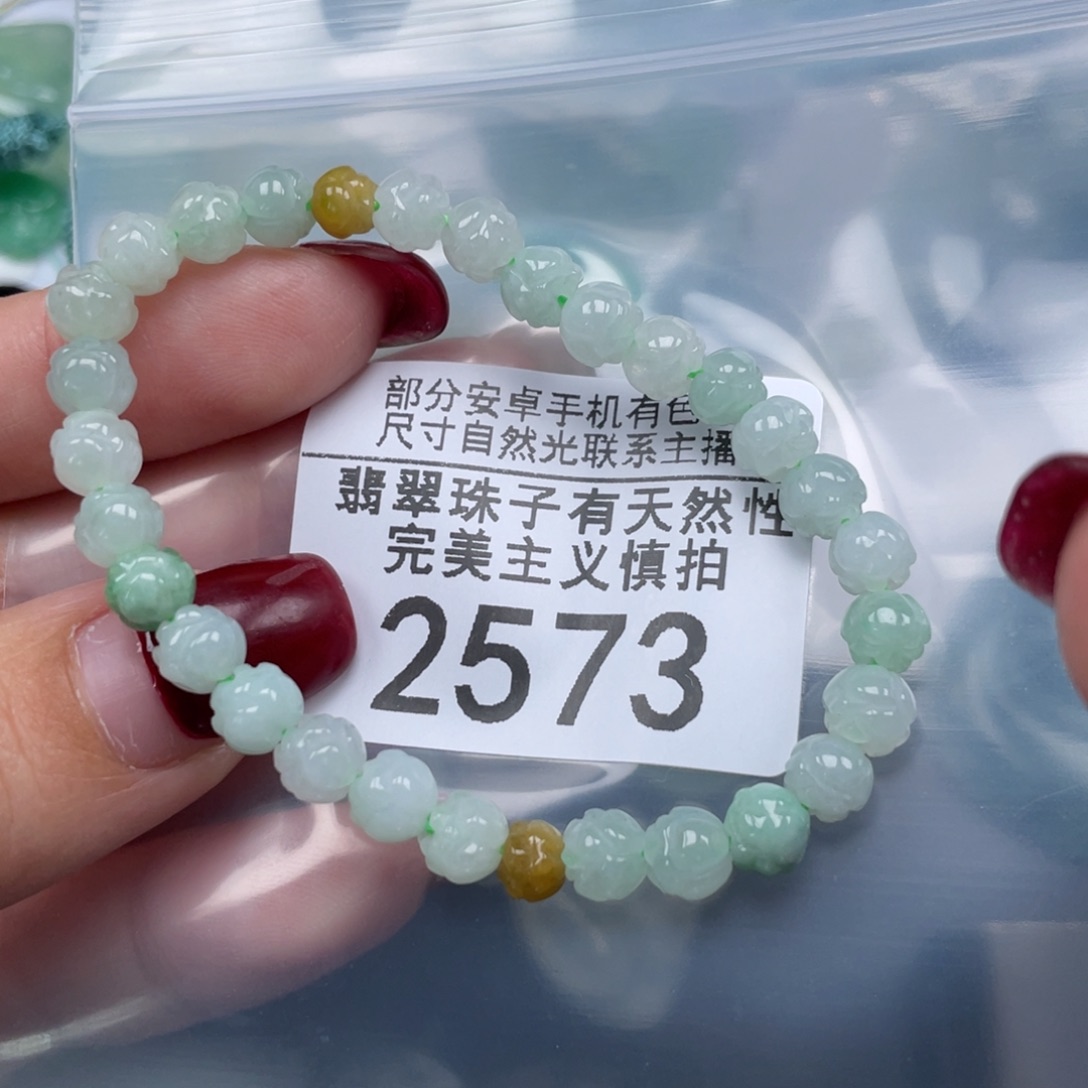 部分安卓手机有色
尺寸自然光联系主播
翡翠珠子有天然性
完美主义慎拍
2573